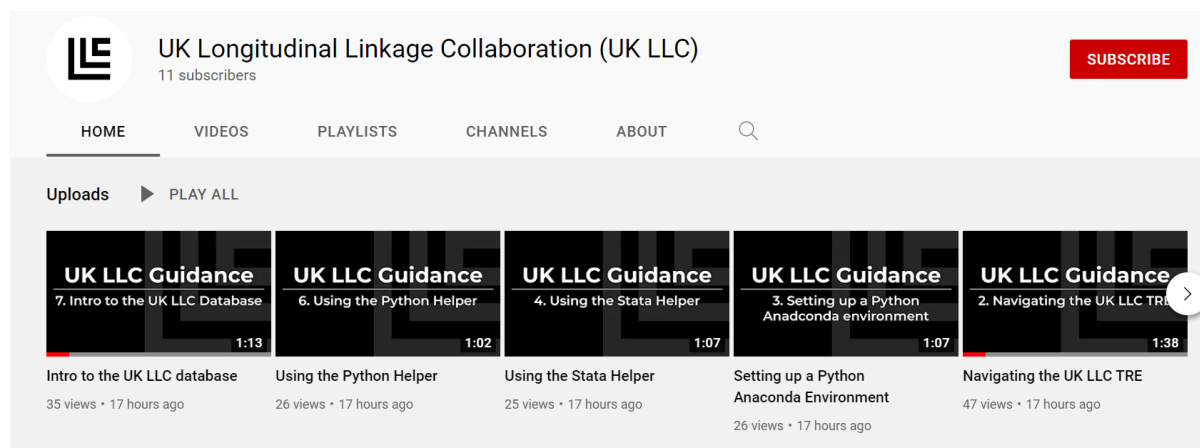 UK Longitudinal Linkage Collaboration (UK LLC)
11 subscribers
SUBSCRIBE
HOME VIDEOS PLAYLISTS CHANNELS ABOUT
Uploads PLAY ALL
UK LLC Guidance
7. Intro to the UK LLC Database
1:13
Intro to the UK LLC database
35 views • 17 hours ago
UK LLC Guidance
6. Using the Python Helper
1:02
Using the Python Helper
26 views • 17 hours ago
UK LLC Guidance
4. Using the Stata Helper
1:07
Using the Stata Helper
25 views • 17 hours ago
UK LLC Guidance
3. Setting up a Python
Anadconda environment
1:07
Setting up a Python
Anaconda Environment
26 views • 17 hours ago
UK LLC Guidance
2. Navigating the UK LLC TRE
1:38
Navigating the UK LLC TRE
47 views • 17 hours ago